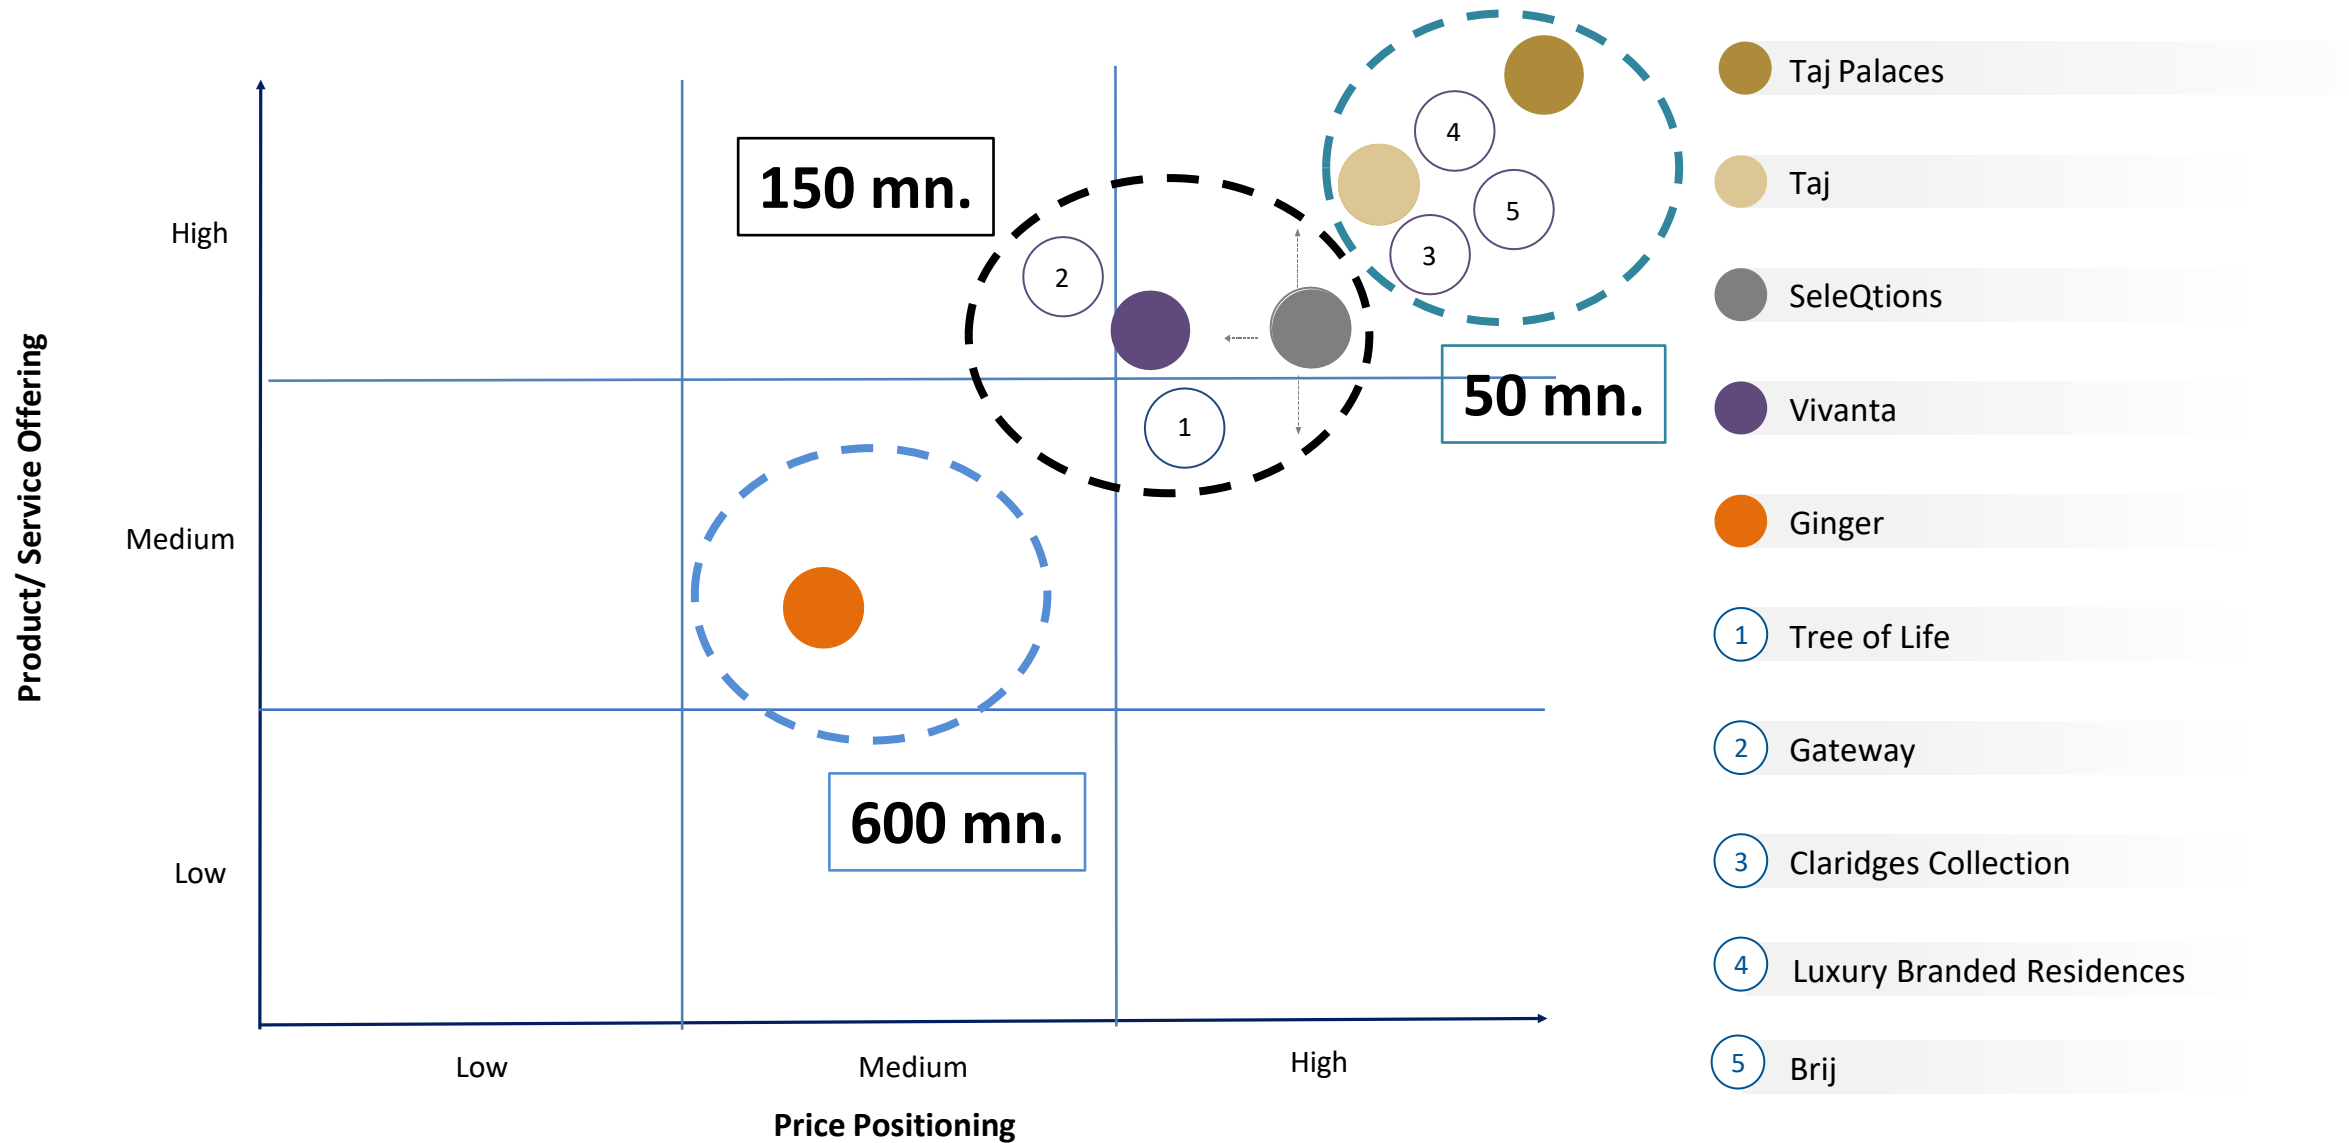 Product/ Service Offering
High
Medium
Low
150 mn.
50 mn.
600 mn.
4
5
3
2
1
Low
Medium
High
Price Positioning
Taj Palaces
Taj
SeleQtions
Vivanta
Ginger
1 Tree of Life
2 Gateway
3 Claridges Collection
4 Luxury Branded Residences
5 Brij